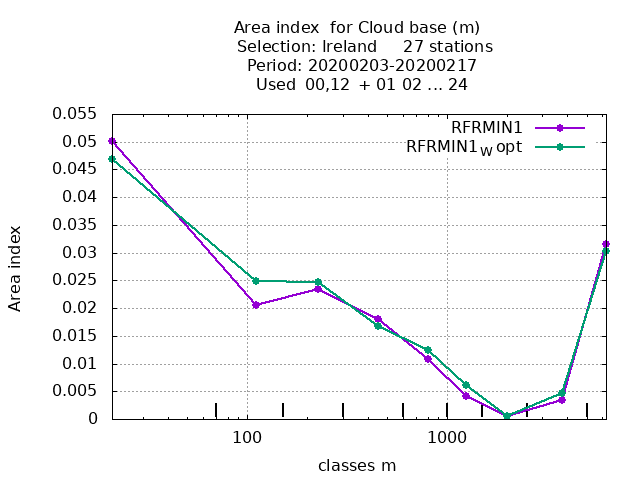 Area index  for Cloud base (m)
Selection: Ireland     27 stations
Period: 20200203-20200217
Used  00,12  + 01 02 ... 24
RFRMIN1
RFRMIN1W opt
0.055
0.05
0.045
0.04
0.035
0.03
0.025
0.02
0.015
0.01
0.005
0
Area index
100
1000
classes m